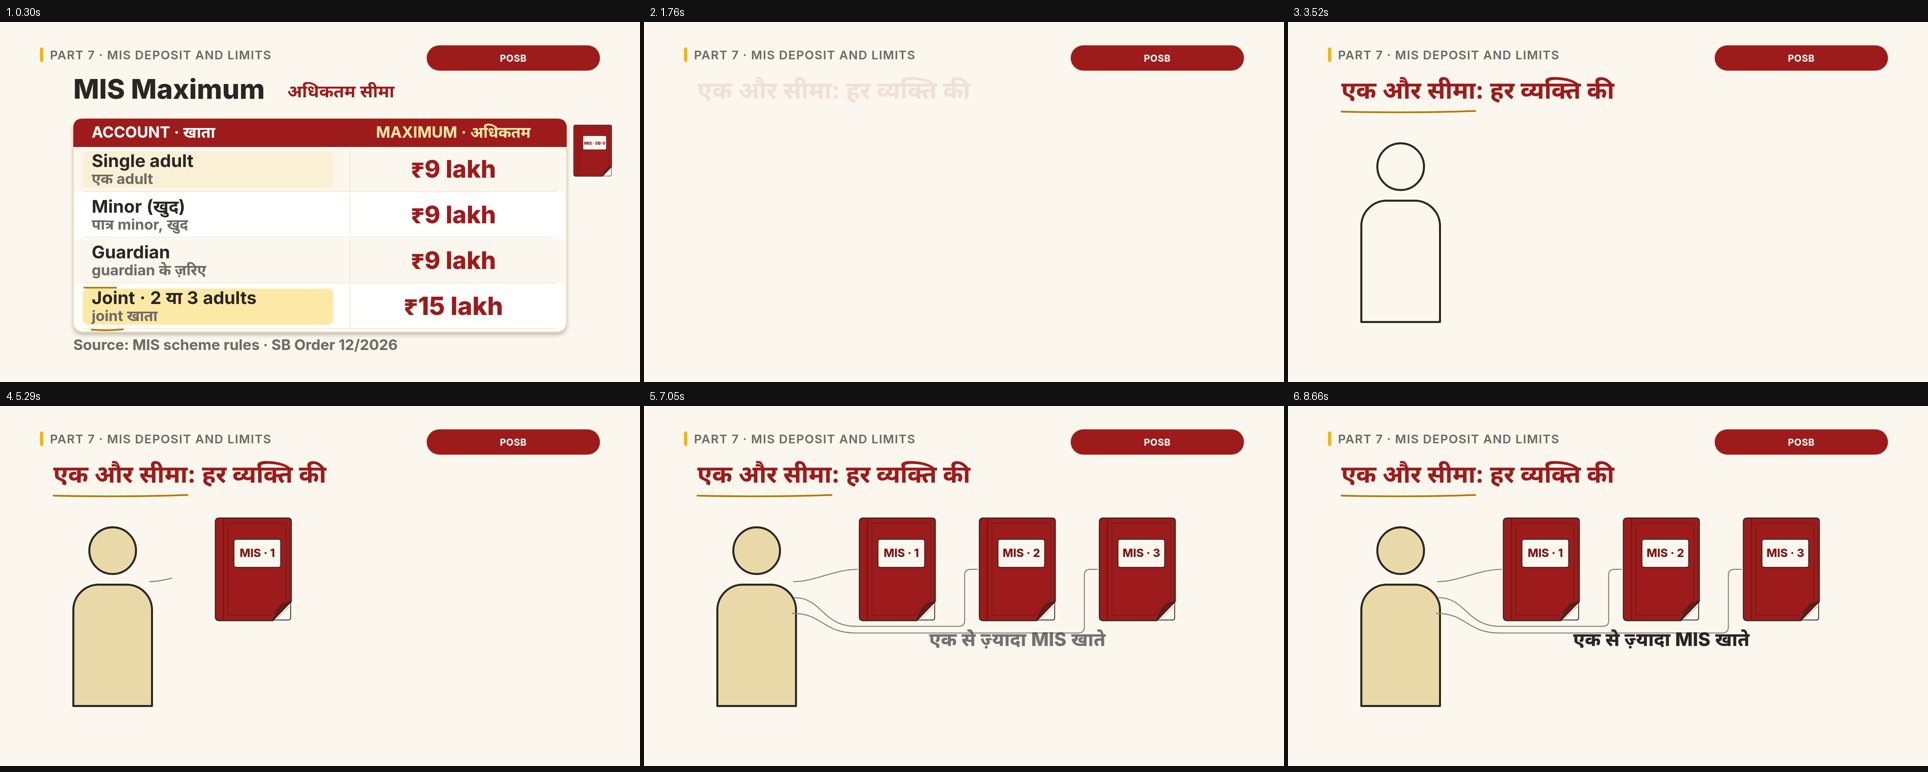 1. 0.30s
PART 7 · MIS DEPOSIT AND LIMITS
POSB
MIS Maximum अधिकतम सीमा
ACCOUNT · खाता MAXIMUM · अधिकतम
MIS · SB-5
Single adult
एक adult
₹9 lakh
Minor (खुद)
पात्र minor, खुद
₹9 lakh
Guardian
guardian के ज़रिए
₹9 lakh
Joint · 2 या 3 adults
joint खाता
₹15 lakh
Source: MIS scheme rules · SB Order 12/2026
2. 1.76s
PART 7 · MIS DEPOSIT AND LIMITS
POSB
एक और सीमा: हर व्यक्ति की
3. 3.52s
PART 7 · MIS DEPOSIT AND LIMITS
POSB
एक और सीमा: हर व्यक्ति की
4. 5.29s
PART 7 · MIS DEPOSIT AND LIMITS
POSB
एक और सीमा: हर व्यक्ति की
MIS · 1
5. 7.05s
PART 7 · MIS DEPOSIT AND LIMITS
POSB
एक और सीमा: हर व्यक्ति की
MIS · 1 MIS · 2 MIS · 3
एक से ज़्यादा MIS खाते
6. 8.66s
PART 7 · MIS DEPOSIT AND LIMITS
POSB
एक और सीमा: हर व्यक्ति की
MIS · 1 MIS · 2 MIS · 3
एक से ज़्यादा MIS खाते